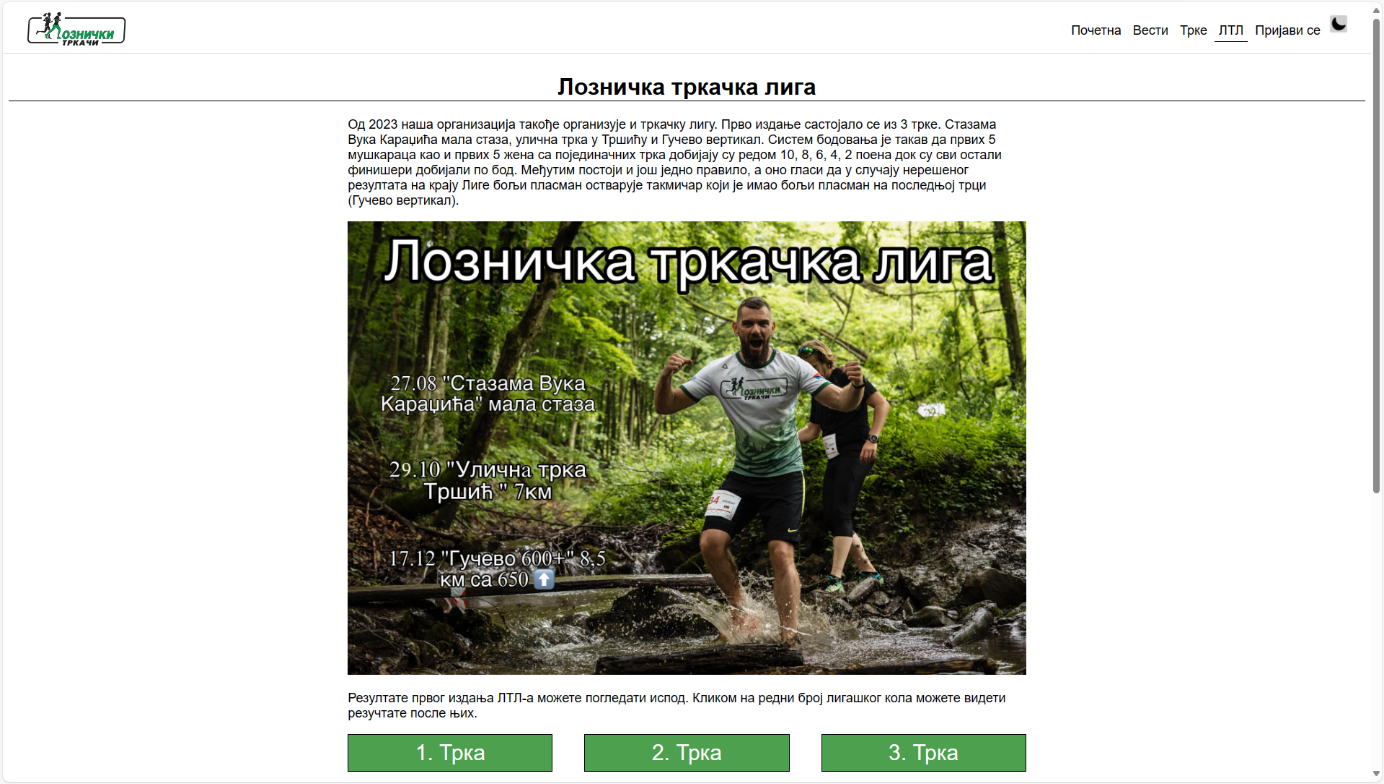 Лознички
ТРКАЧИ
Почетна Вести Трке ЛТЛ Пријави се
Лозничка тркачка лига
Од 2023 наша организација такође организује и тркачку лигу. Прво издање састојало се из 3 трке. Стазама
Вука Караџића мала стаза, улична трка у Тршићу и Гучево вертикал. Систем бодовања је такав да првих 5
мушкараца као и првих 5 жена са појединачних трка добијају су редом 10, 8, 6, 4, 2 поена док су сви остали
финишери добијали по бод. Међутим постоји и још једно правило, а оно гласи да у случају нерешеног
резултата на крају Лиге бољи пласман остварује такмичар који је имао бољи пласман на последњој трци
(Гучево вертикал).
Лозничка тркачка лига
27.08 "Стазама Вука
Караџића" мала стаза
Лознички
ТРКАЧИ
29.10 "Улична трка
Тршић " 7км
17.12 "Гучево 600+" 8.5
км са 650 ⬆
Резултате првог издања ЛТЛ-а можете погледати испод. Кликом на редни број лигашког кола можете видети
резучтате после њих.
1. Трка 2. Трка 3. Трка